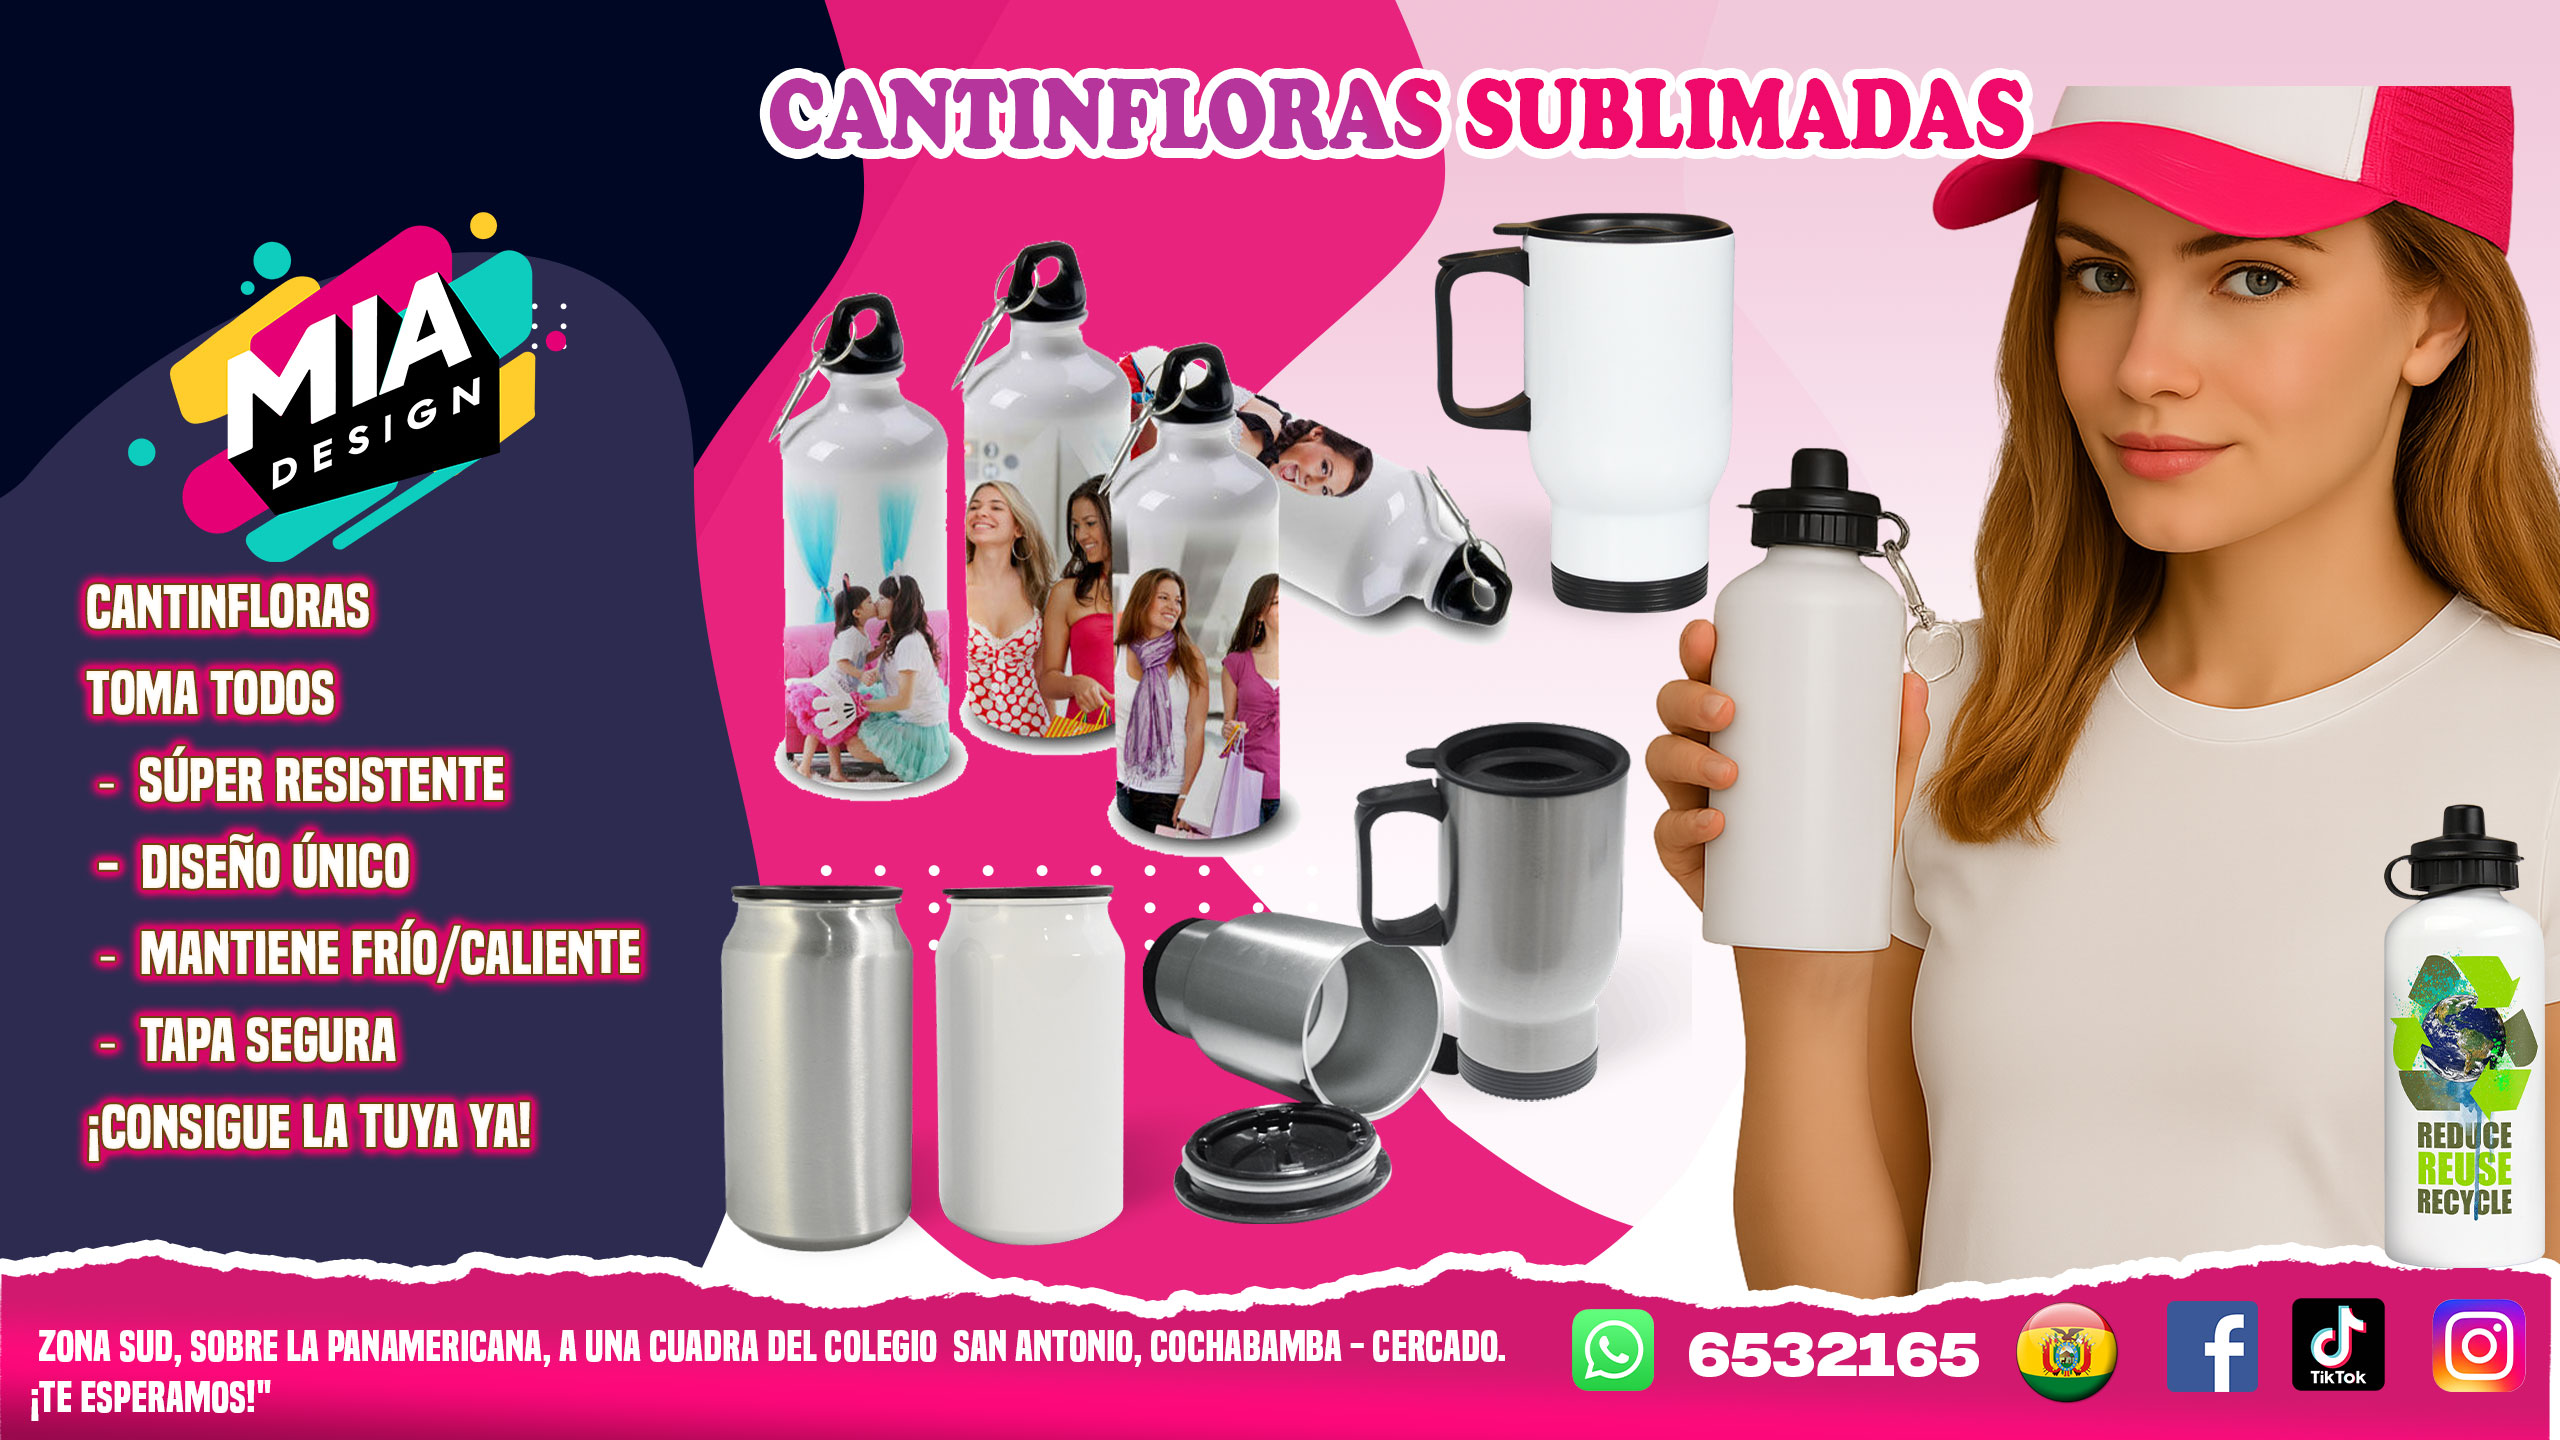 CANTINFLORAS SUBLIMADAS
MIA
DESIGN
CANTINFLORAS
TOMA TODOS
- SÚPER RESISTENTE
- DISEÑO ÚNICO
- MANTIENE FRÍO/CALIENTE
- TAPA SEGURA
¡CONSIGUE LA TUYA YA!
REDUCE
REUSE
RECYCLE
ZONA SUD, SOBRE LA PANAMERICANA, A UNA CUADRA DEL COLEGIO SAN ANTONIO, COCHABAMBA - CERCADO.
¡TE ESPERAMOS!"
6532165
TikTok